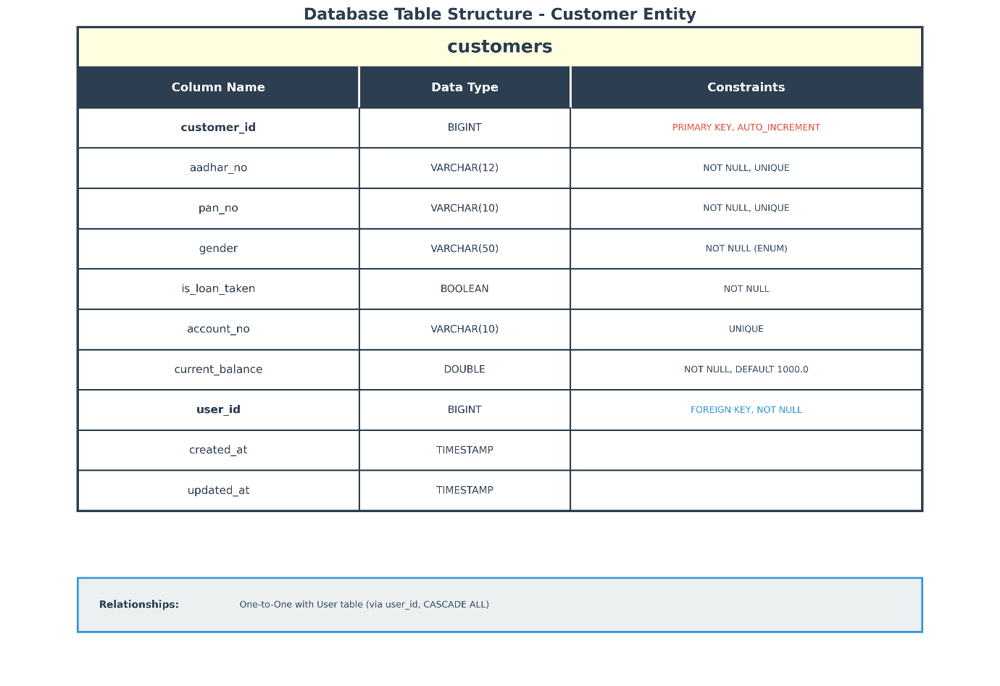 Database Table Structure - Customer Entity
customers
Column Name Data Type Constraints
customer_id BIGINT PRIMARY KEY, AUTO_INCREMENT
aadhar_no VARCHAR(12) NOT NULL, UNIQUE
pan_no VARCHAR(10) NOT NULL, UNIQUE
gender VARCHAR(50) NOT NULL (ENUM)
is_loan_taken BOOLEAN NOT NULL
account_no VARCHAR(10) UNIQUE
current_balance DOUBLE NOT NULL, DEFAULT 1000.0
user_id BIGINT FOREIGN KEY, NOT NULL
created_at TIMESTAMP
updated_at TIMESTAMP
Relationships: One-to-One with User table (via user_id, CASCADE ALL)